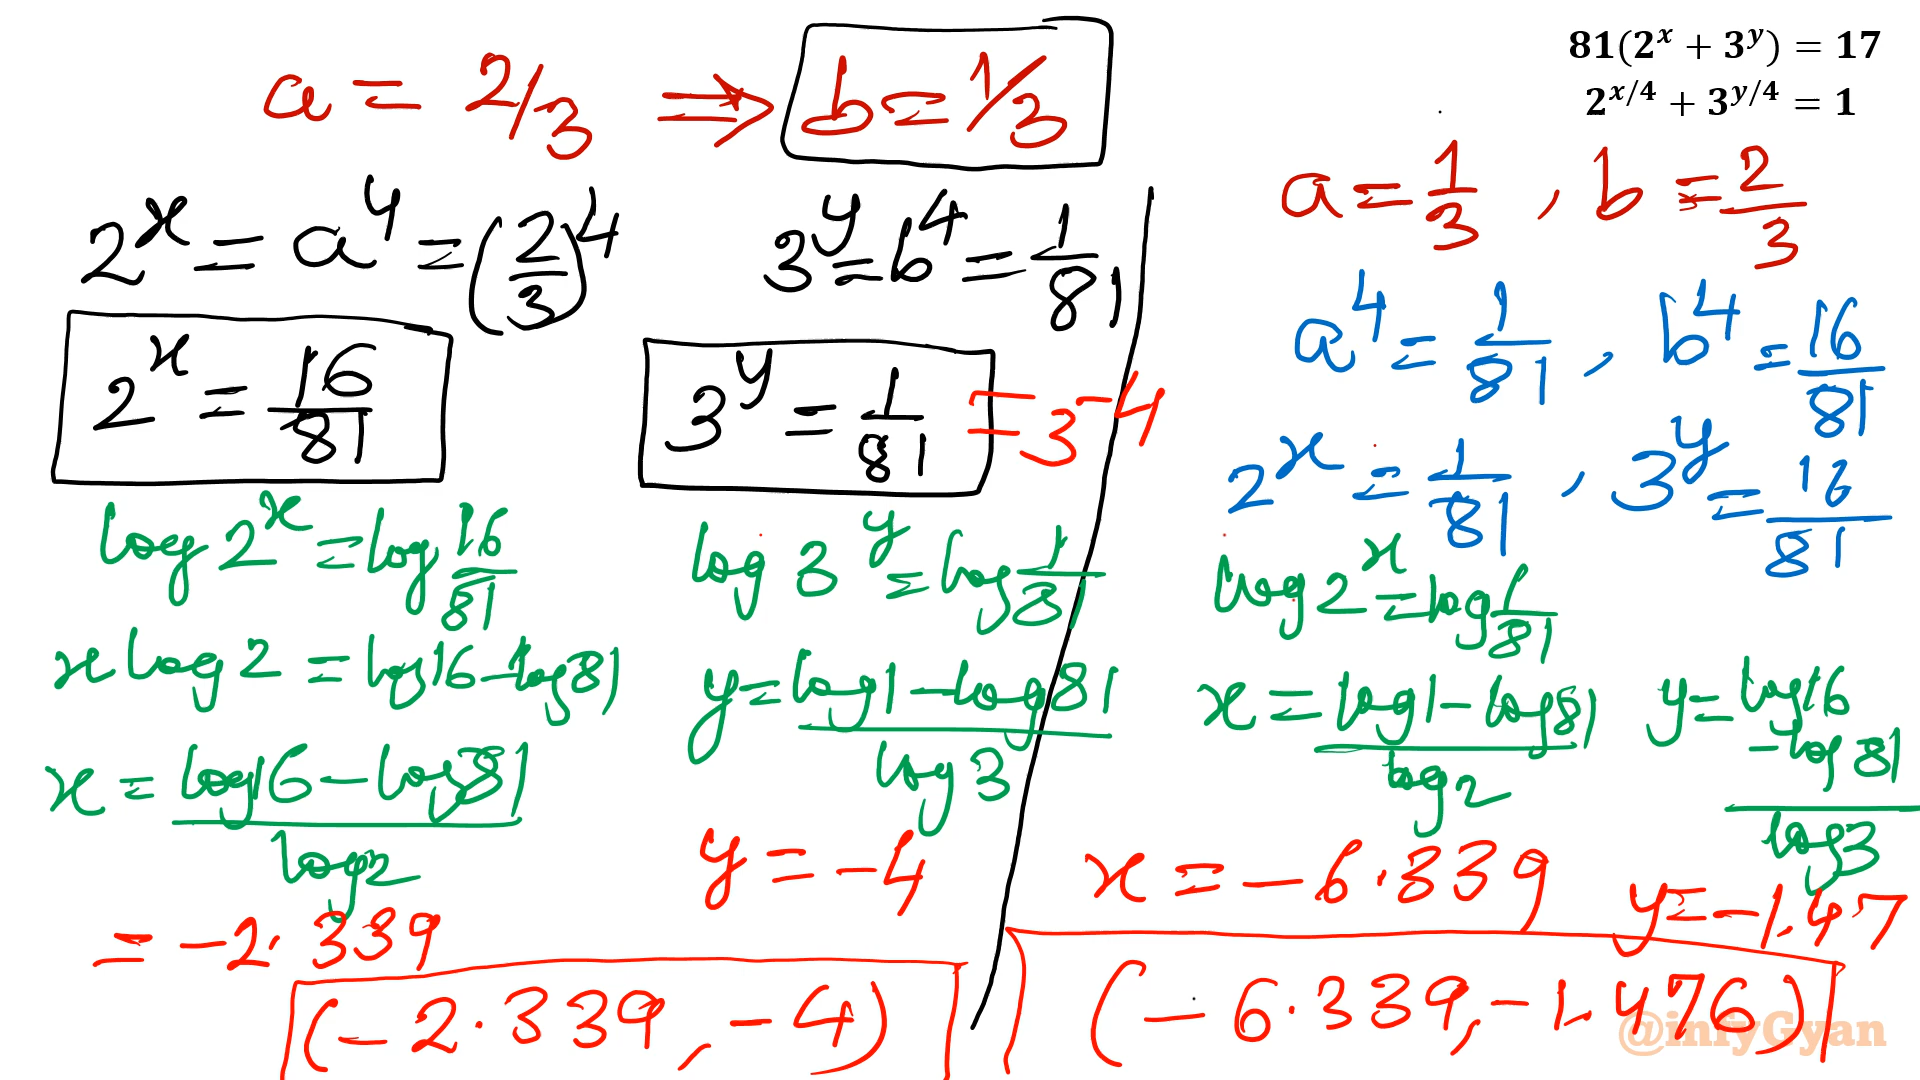 81(2^x + 3^y) = 17
2^{x/4} + 3^{y/4} = 1
a = 2/3 ⇒ b = 1/3
2^x = a^4 = (2/3)^4
3^y = b^4 = 1/81
2^x = 16/81
3^y = 1/81 = 3^{-4}
log 2^x = log 16/81
log 3^y = log 1/81
x log 2 = log 16 - log 81
y = (log 1 - log 81)/log 3
x = (log 16 - log 81)/log 2
y = -4
= -2.339
(-2.339, -4)
a = 1/3 , b = 2/3
a^4 = 1/81 , b^4 = 16/81
2^x = 1/81 , 3^y = 16/81
log 2^x = log 1/81
x = (log 1 - log 81)/log 2
y = (log 16 - log 81)/log 3
x = -6.339
y = -1.47
(-6.339, -1.476)
@infyGyan